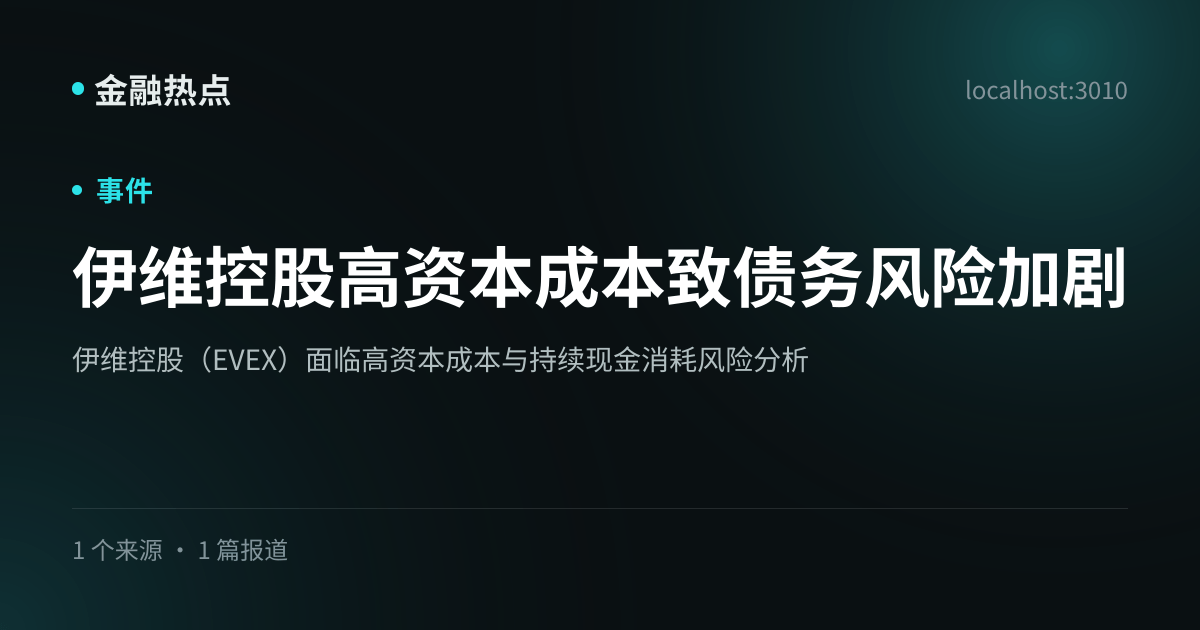 金融热点
localhost:3010
事件
伊维控股高资本成本致债务风险加剧
伊维控股（EVEX）面临高资本成本与持续现金消耗风险分析
1 个来源 • 1 篇报道